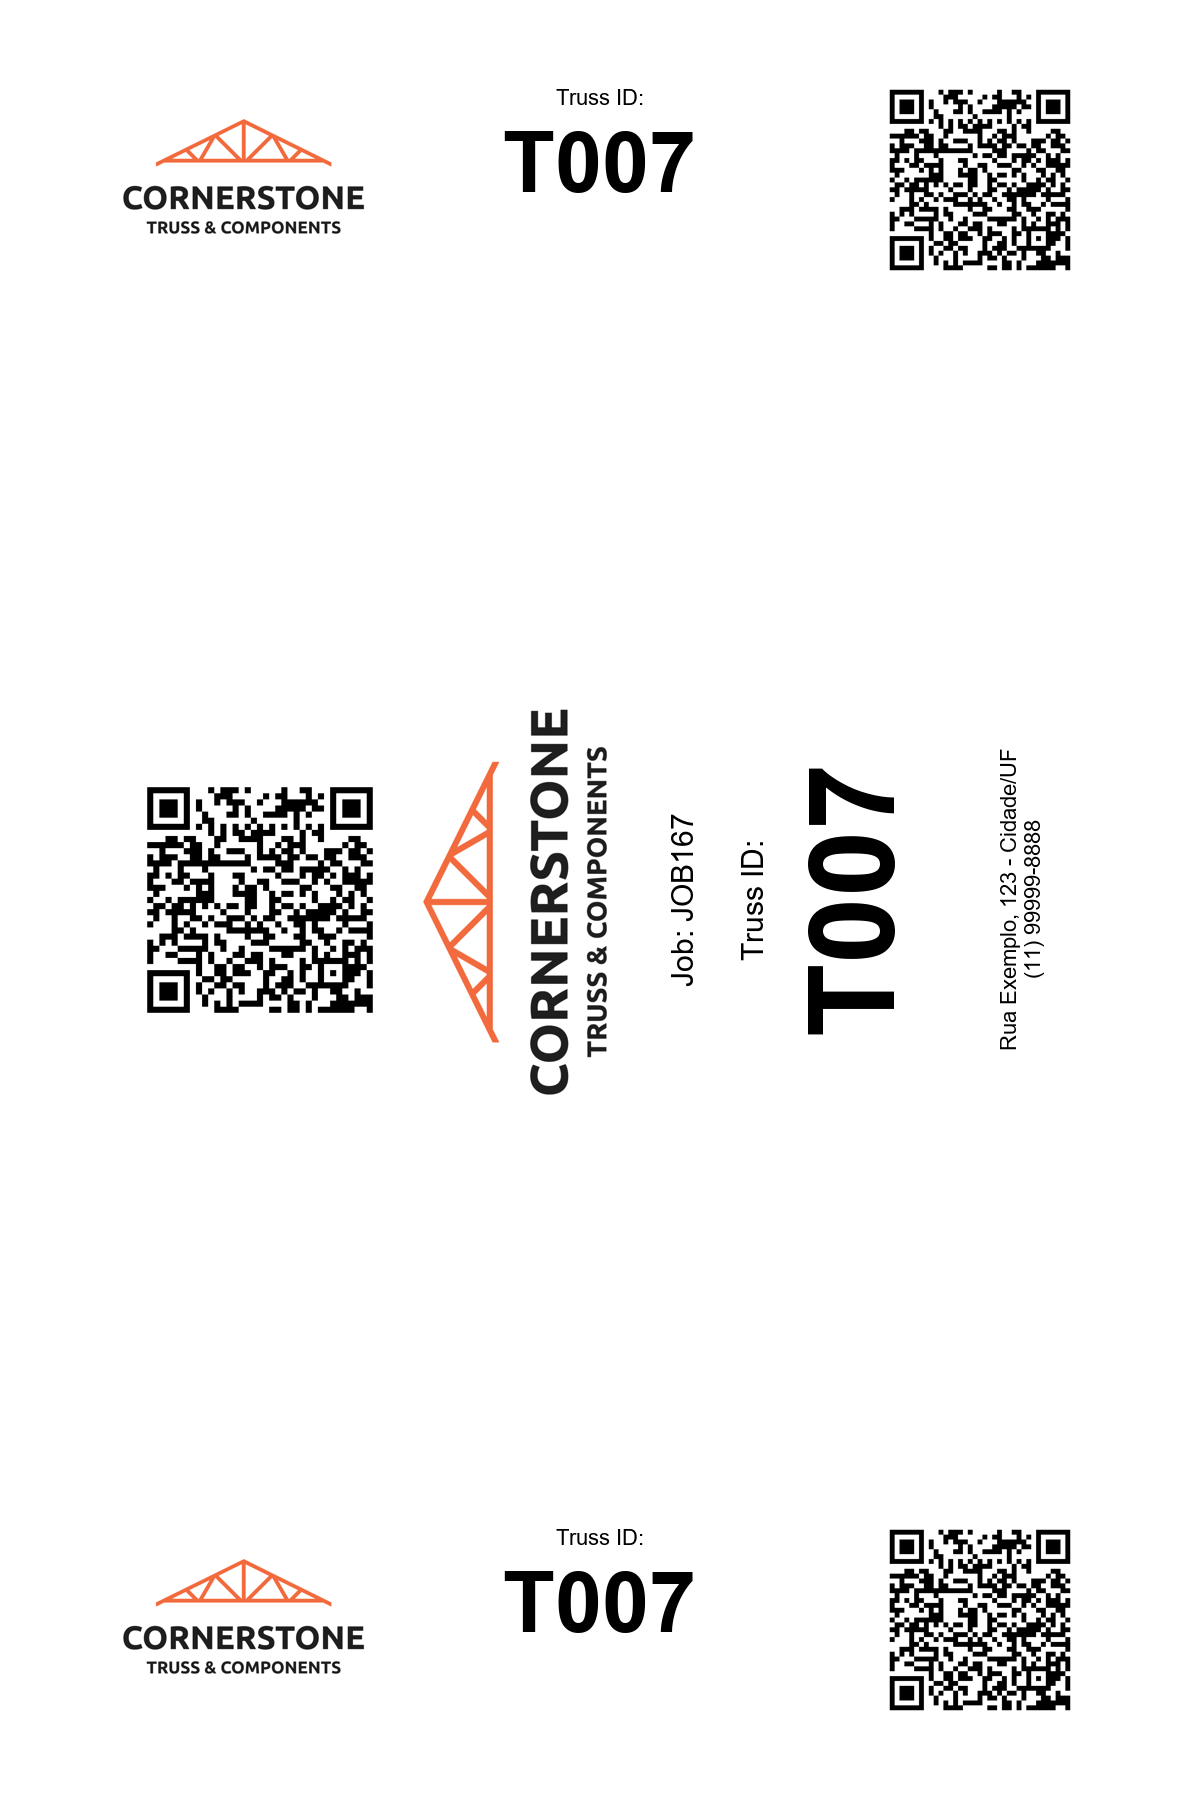 Truss ID:
T007
CORNERSTONE
TRUSS & COMPONENTS
CORNERSTONE
TRUSS & COMPONENTS
Job: JOB167
Truss ID:
T007
Rua Exemplo, 123 - Cidade/UF
(11) 99999-8888
Truss ID:
T007
CORNERSTONE
TRUSS & COMPONENTS